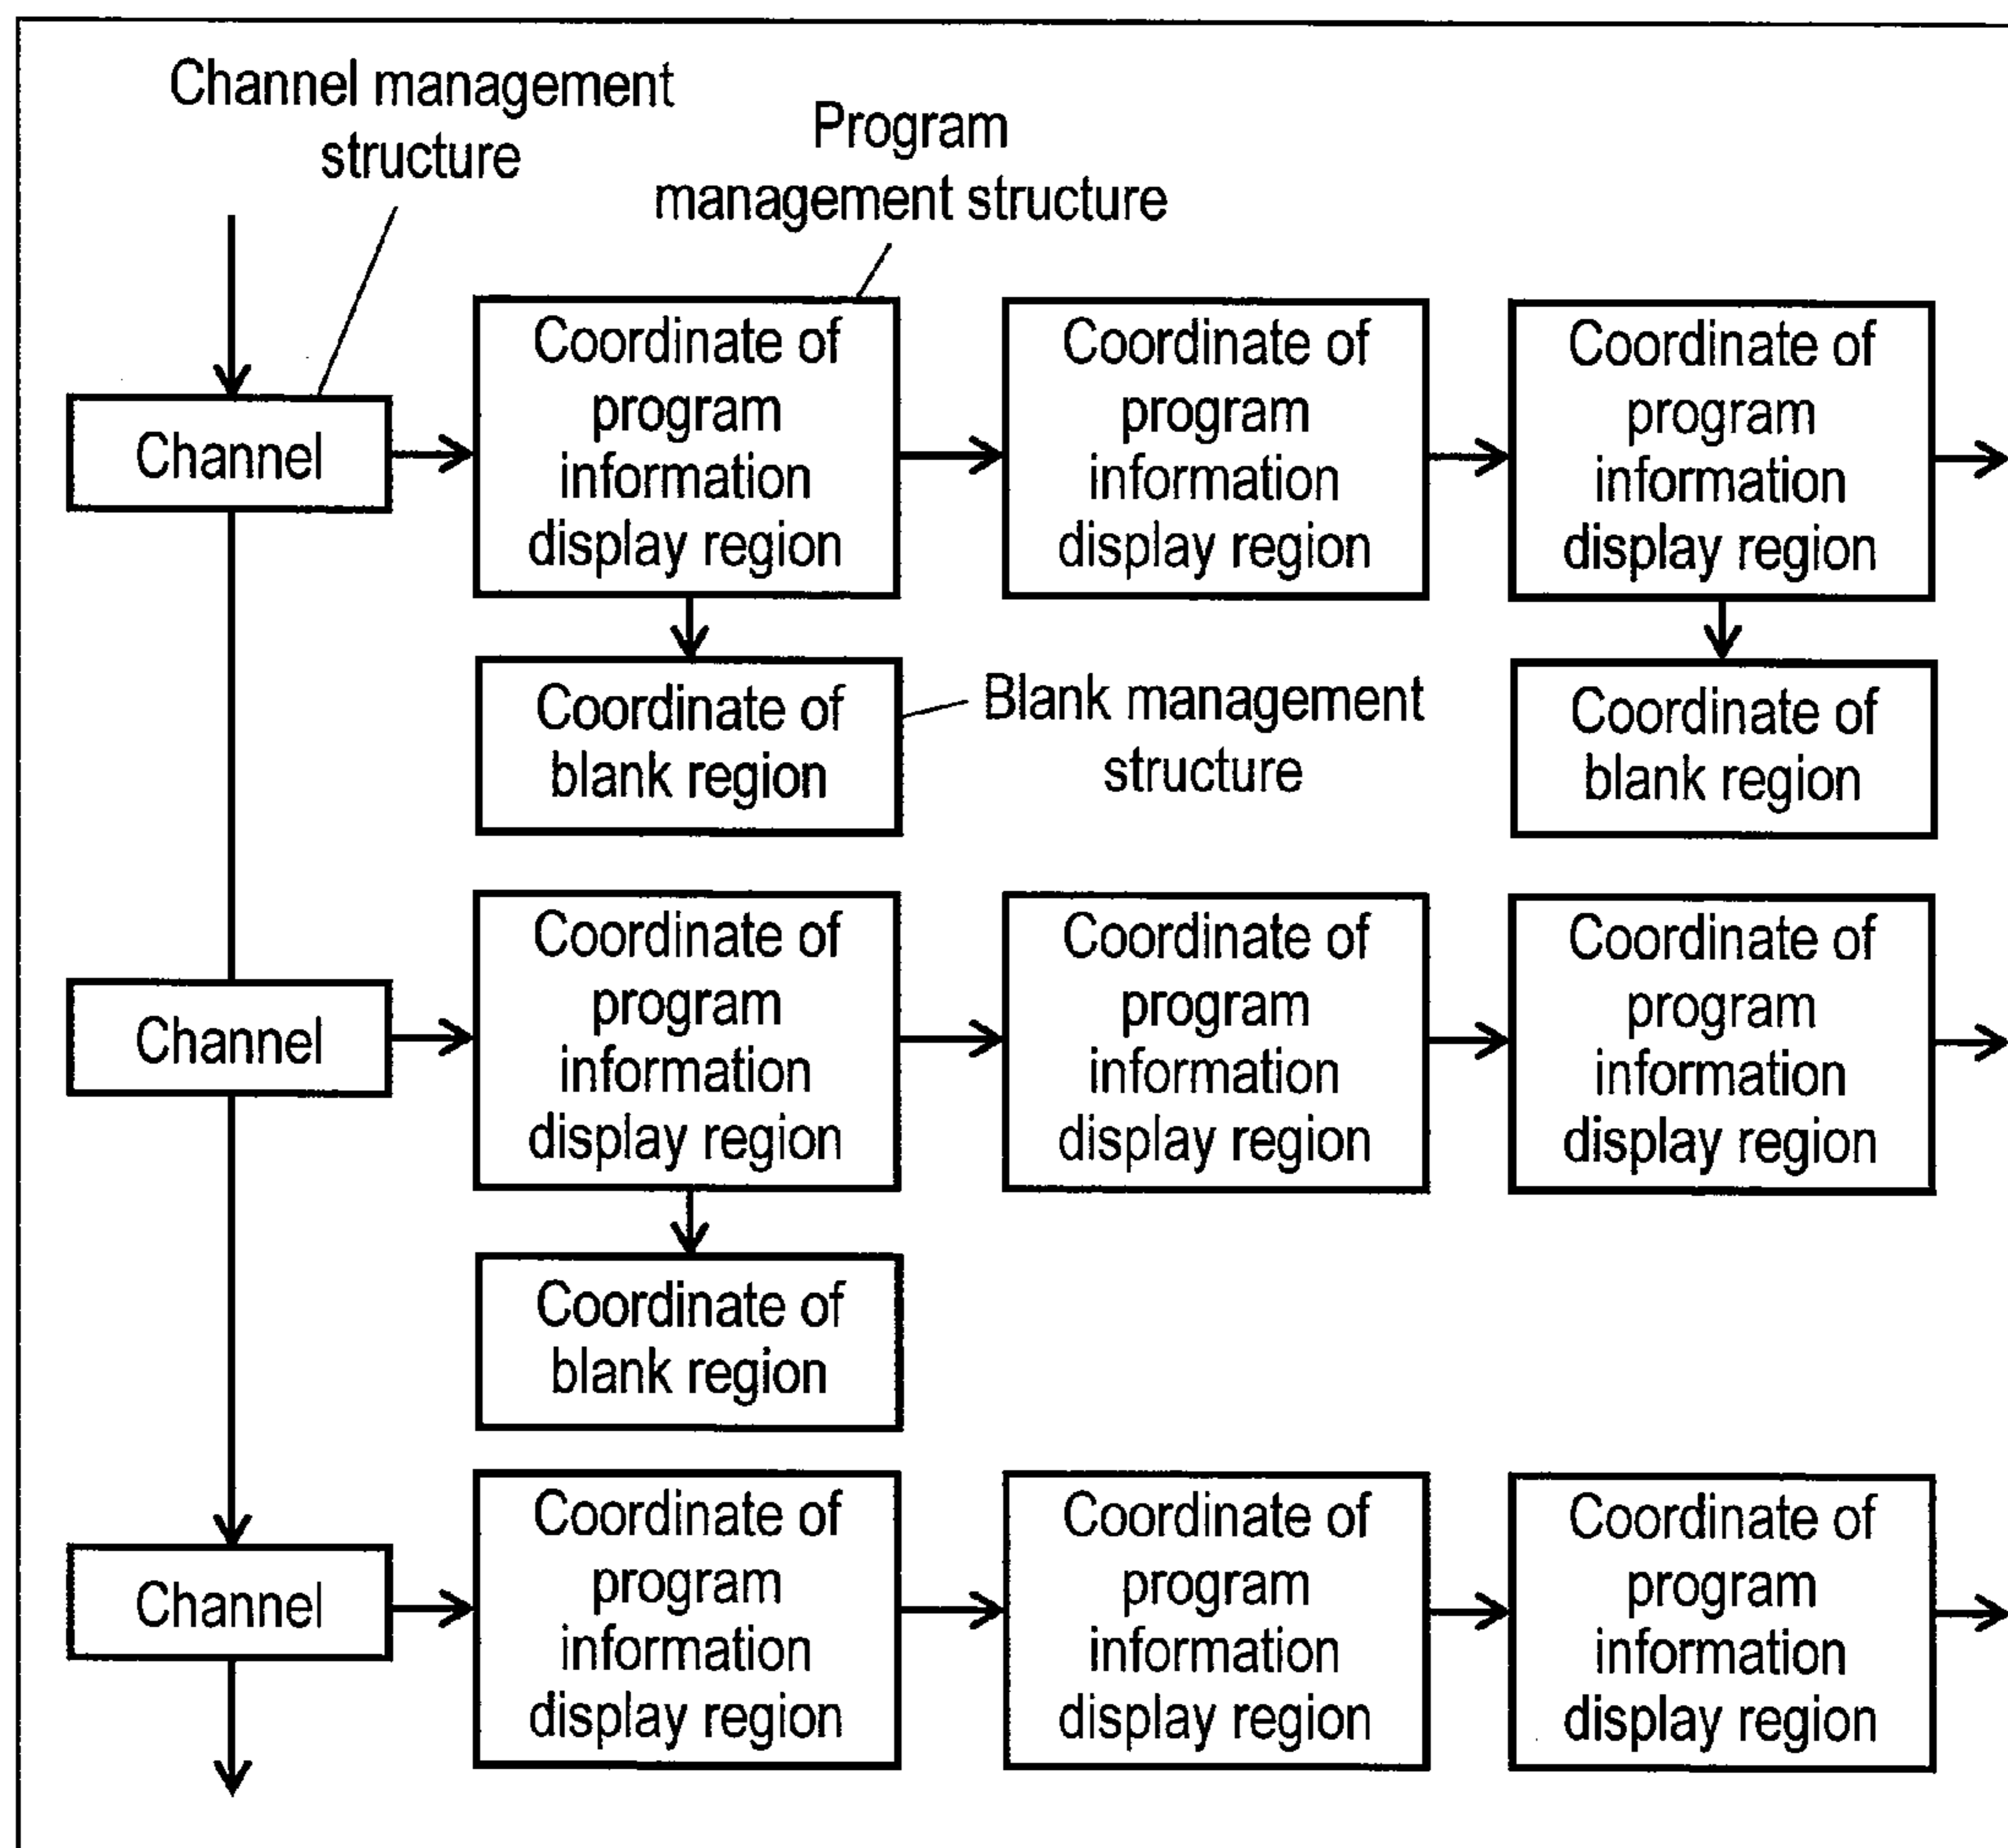 Channel management
structure
Program
management structure
Channel
Coordinate of
program
information
display region
Coordinate of
program
information
display region
Coordinate of
program
information
display region
Coordinate of
blank region
Blank management
structure
Coordinate of
blank region
Channel
Coordinate of
program
information
display region
Coordinate of
program
information
display region
Coordinate of
program
information
display region
Coordinate of
blank region
Channel
Coordinate of
program
information
display region
Coordinate of
program
information
display region
Coordinate of
program
information
display region